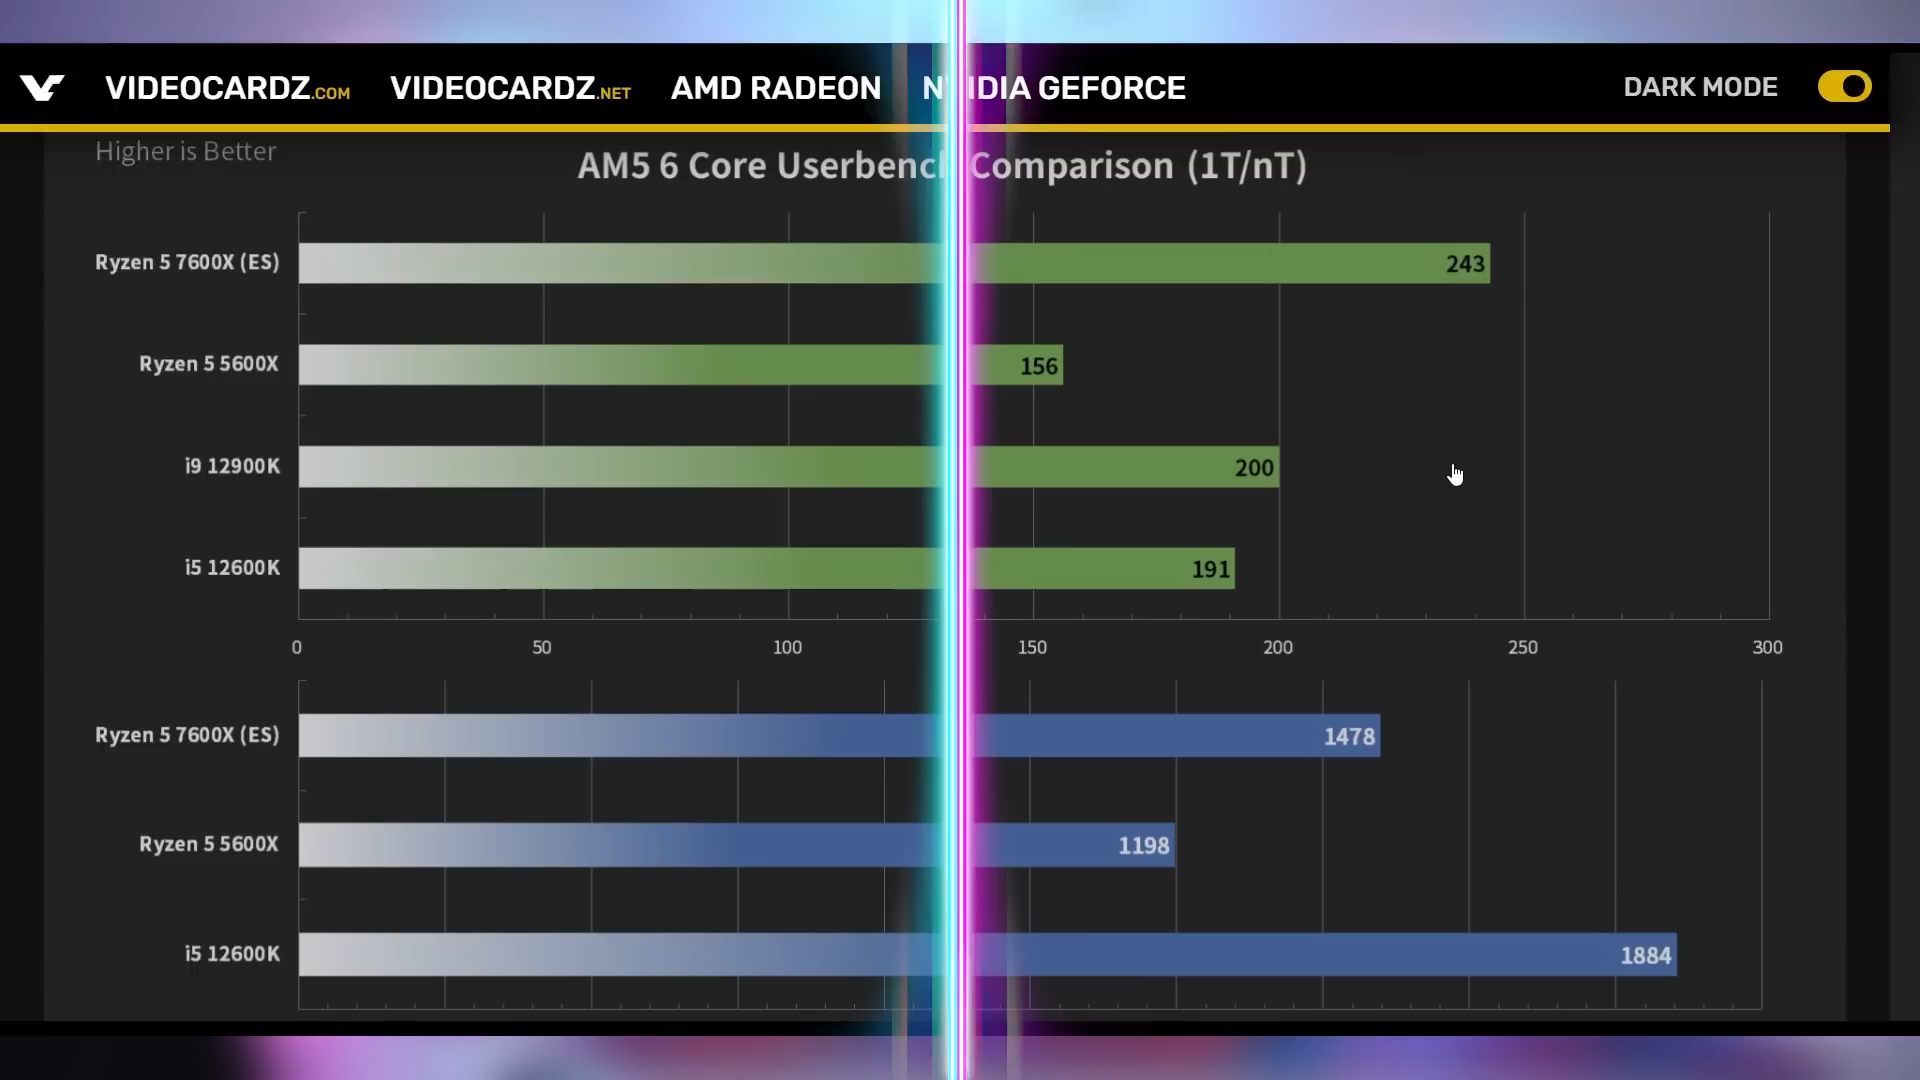 VIDEOCARDZ.COM VIDEOCARDZ.NET AMD RADEON NVIDIA GEFORCE DARK MODE
Higher is Better
AM5 6 Core Userbench Comparison (1T/nT)
Ryzen 5 7600X (ES) 243
Ryzen 5 5600X 156
i9 12900K 200
i5 12600K 191
0 50 100 150 200 250 300
Ryzen 5 7600X (ES) 1478
Ryzen 5 5600X 1198
i5 12600K 1884